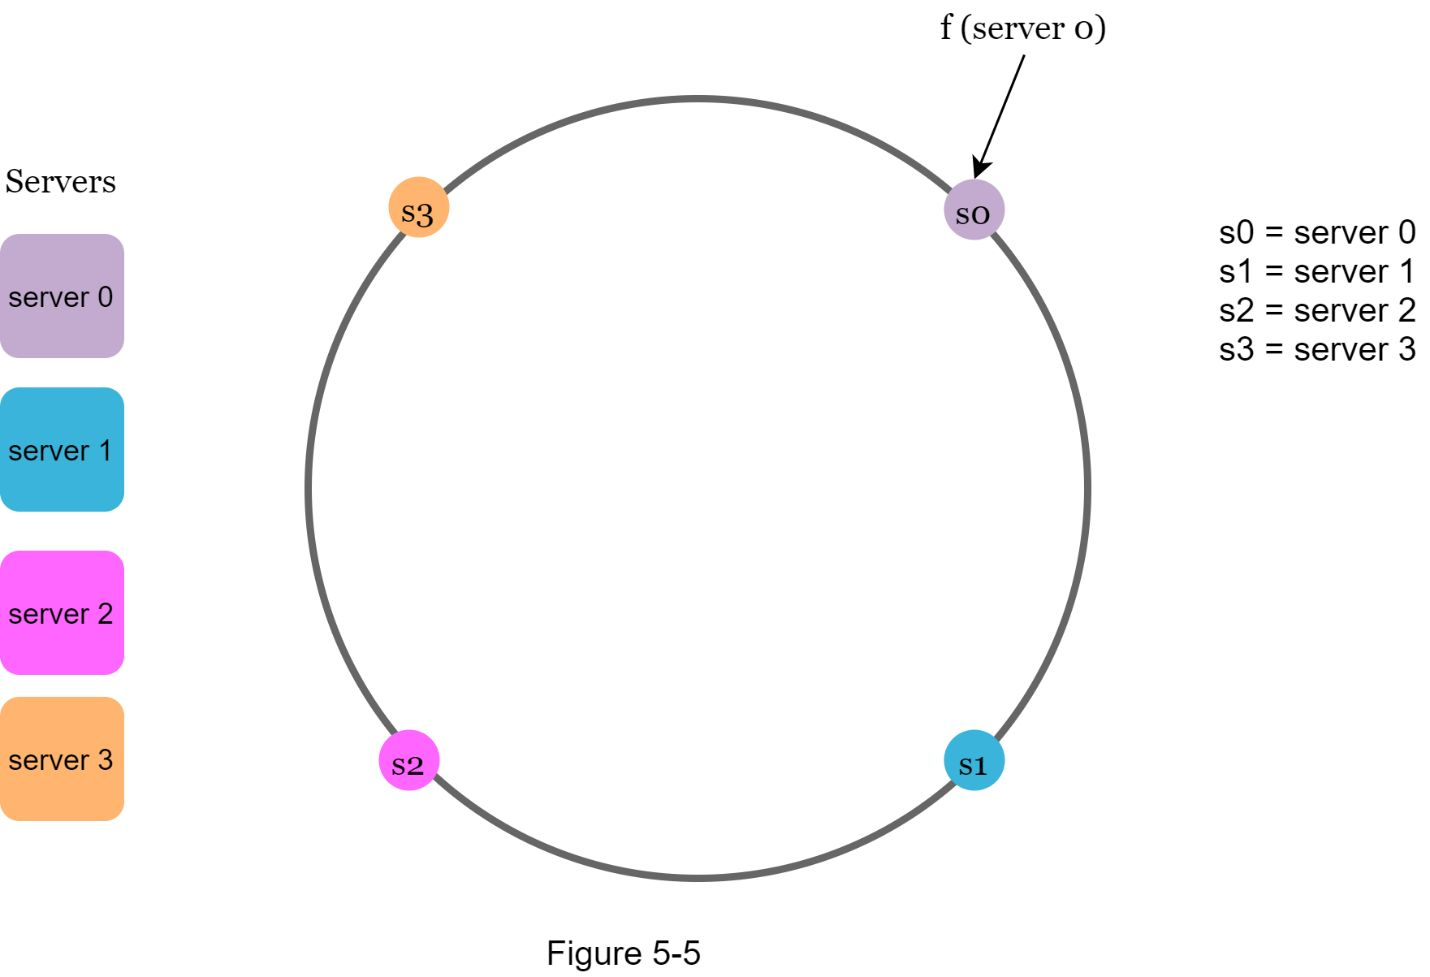 f (server 0)
Servers
s3
s0
s0 = server 0
s1 = server 1
s2 = server 2
s3 = server 3
server 0
server 1
server 2
server 3
s2
s1
Figure 5-5